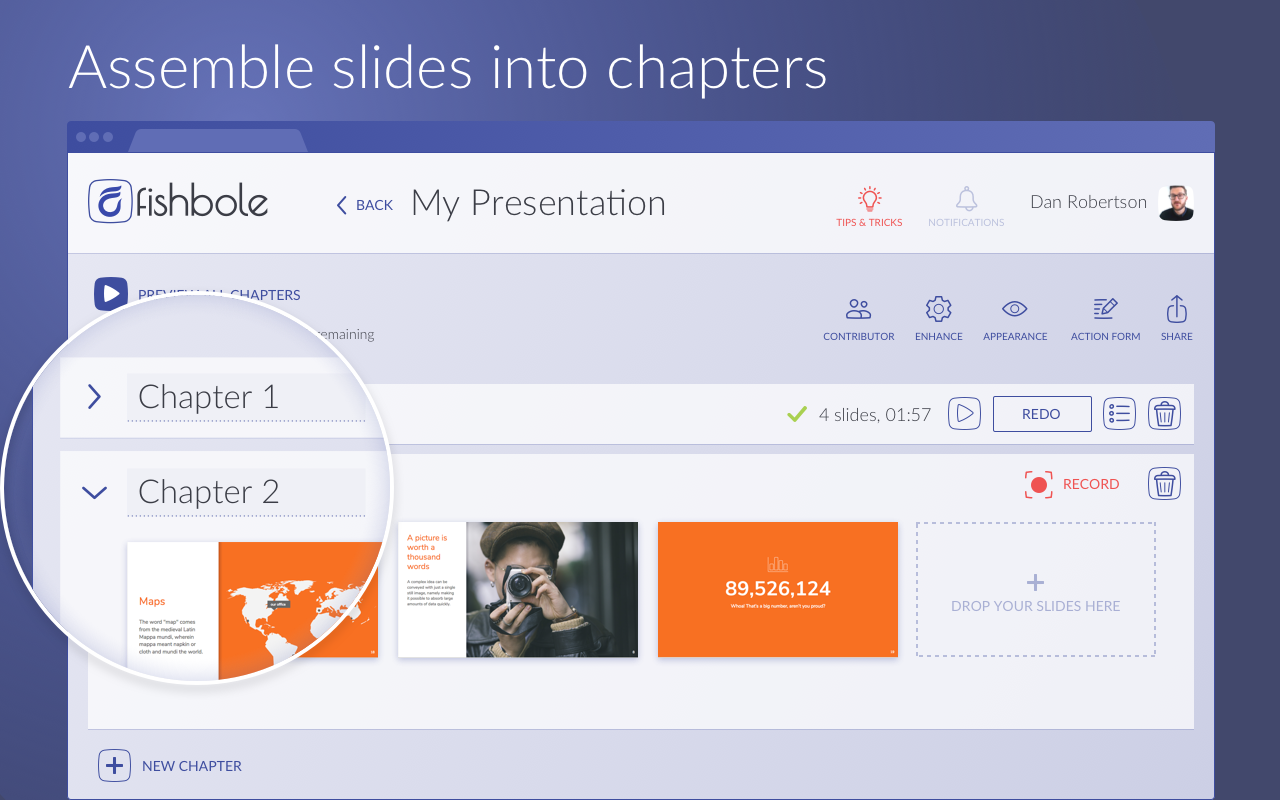 Assemble slides into chapters
fishbole
BACK
My Presentation
TIPS & TRICKS
NOTIFICATIONS
Dan Robertson
PREVIEW ALL CHAPTERS
remaining
CONTRIBUTOR
ENHANCE
APPEARANCE
ACTION FORM
SHARE
Chapter 1
4 slides, 01:57
REDO
Chapter 2
RECORD
Maps
The word "map" comes
from the medieval Latin
Mappa mundi, wherein
mappa meant napkin or
cloth and mundi the world.
our office
A picture is
worth a
thousand
words
A complex idea can be
conveyed with just a single
still image, namely making
it possible to absorb large
amounts of data quickly.
89,526,124
Whoa! That's a big number, aren't you proud?
+
DROP YOUR SLIDES HERE
NEW CHAPTER